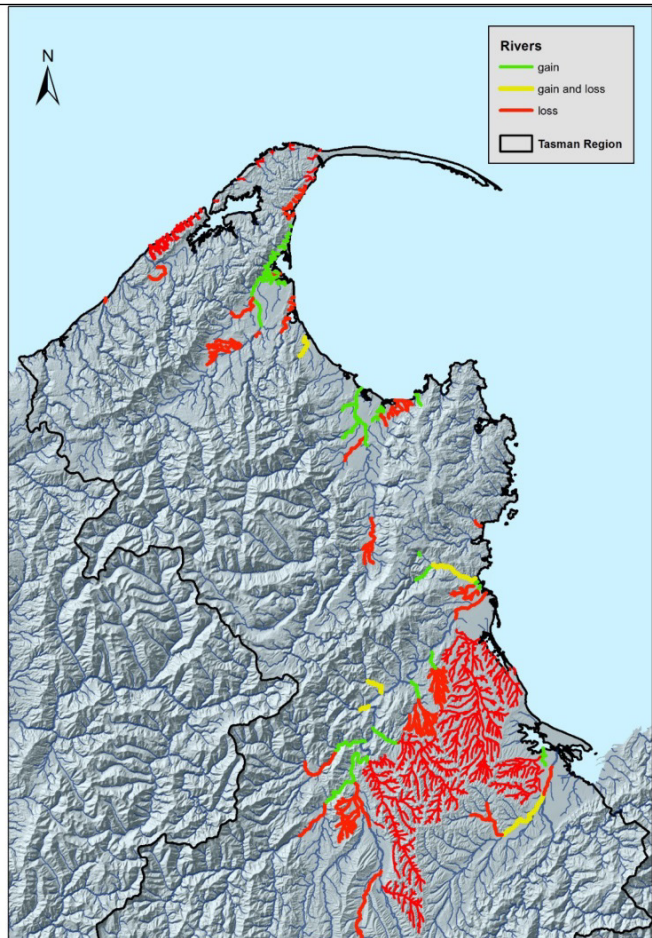 N
Rivers
gain
gain and loss
loss
Tasman Region